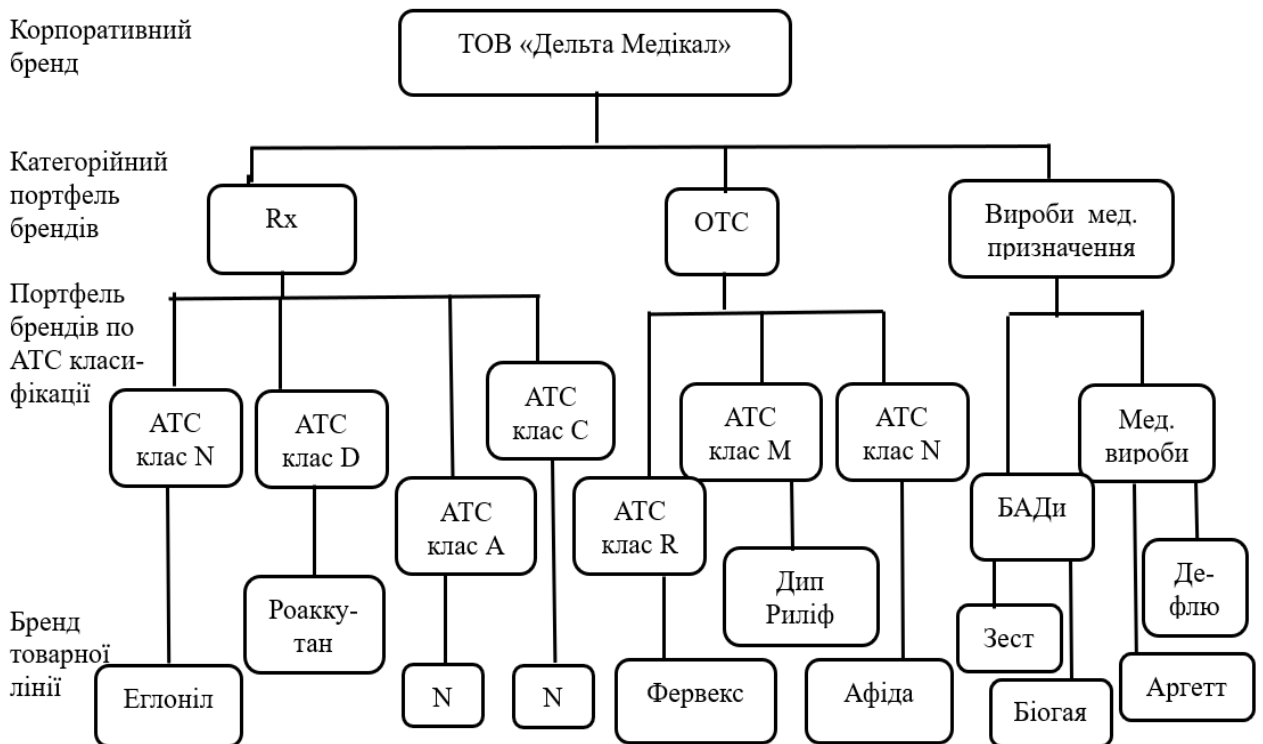 Корпоративний
бренд
ТОВ «Дельта Медікал»
Категорійний
портфель
брендів
Rx
ОТС
Вироби мед.
призначення
Портфель
брендів по
АТС класи-
фікації
АТС
клас N
АТС
клас D
АТС
клас А
АТС
клас С
АТС
клас R
АТС
клас М
АТС
клас N
БАДи
Мед.
вироби
Бренд
товарної
лінії
Еглоніл
Роакку-
тан
N
N
Фервекс
Дип
Риліф
Афіда
Зест
Біогая
Аргетт
Де-
флю